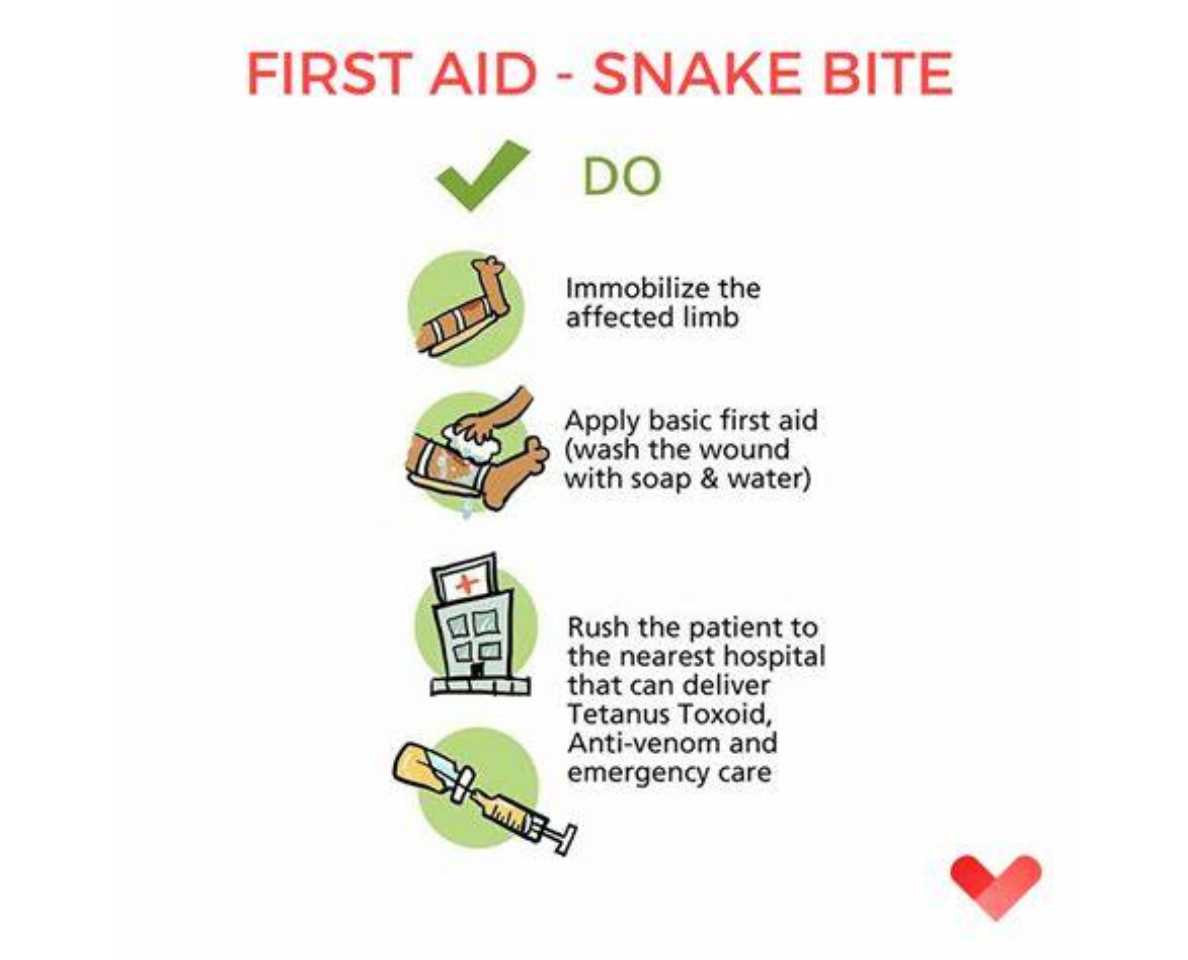 FIRST AID - SNAKE BITE
DO
Immobilize the
affected limb
Apply basic first aid
(wash the wound
with soap & water)
Rush the patient to
the nearest hospital
that can deliver
Tetanus Toxoid,
Anti-venom and
emergency care